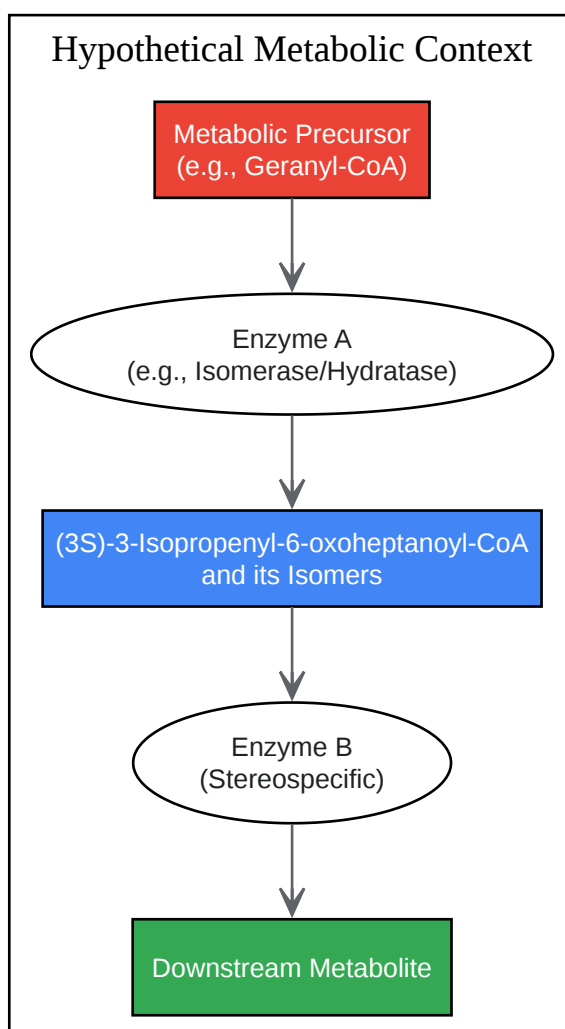 Hypothetical Metabolic Context
Metabolic Precursor
(e.g., Geranyl-CoA)
Enzyme A
(e.g., Isomerase/Hydratase)
(3S)-3-Isopropenyl-6-oxoheptanoyl-CoA
and its Isomers
Enzyme B
(Stereospecific)
Downstream Metabolite